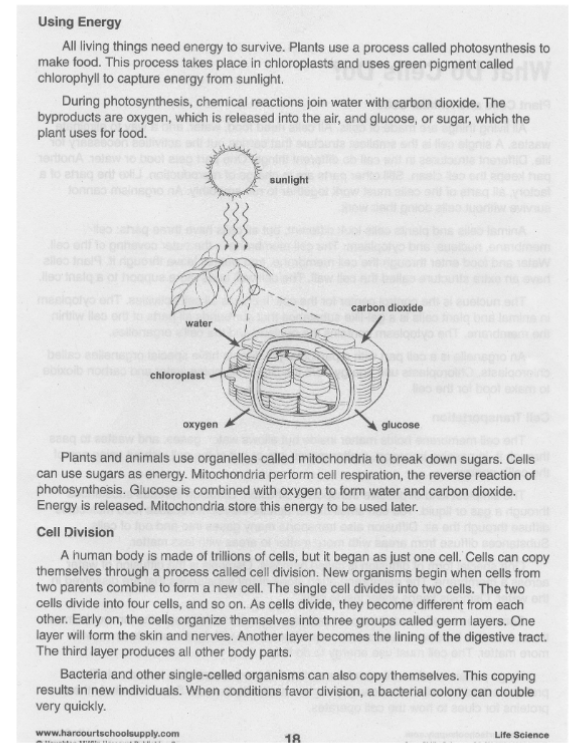 Using Energy
All living things need energy to survive. Plants use a process called photosynthesis to
make food. This process takes place in chloroplasts and uses green pigment called
chlorophyll to capture energy from sunlight.
During photosynthesis, chemical reactions join water with carbon dioxide. The
byproducts are oxygen, which is released into the air, and glucose, or sugar, which the
plant uses for food.
sunlight
carbon dioxide
water
chloroplast
oxygen
glucose
Plants and animals use organelles called mitochondria to break down sugars. Cells
can use sugars as energy. Mitochondria perform cell respiration, the reverse reaction of
photosynthesis. Glucose is combined with oxygen to form water and carbon dioxide.
Energy is released. Mitochondria store this energy to be used later.
Cell Division
A human body is made of trillions of cells, but it began as just one cell. Cells can copy
themselves through a process called cell division. New organisms begin when cells from
two parents combine to form a new cell. The single cell divides into two cells. The two
cells divide into four cells, and so on. As cells divide, they become different from each
other. Early on, the cells organize themselves into three groups called germ layers. One
layer will form the skin and nerves. Another layer becomes the lining of the digestive tract.
The third layer produces all other body parts.
Bacteria and other single-celled organisms can also copy themselves. This copying
results in new individuals. When conditions favor division, a bacterial colony can double
very quickly.
www.harcourtschoolsupply.com
18
Life Science